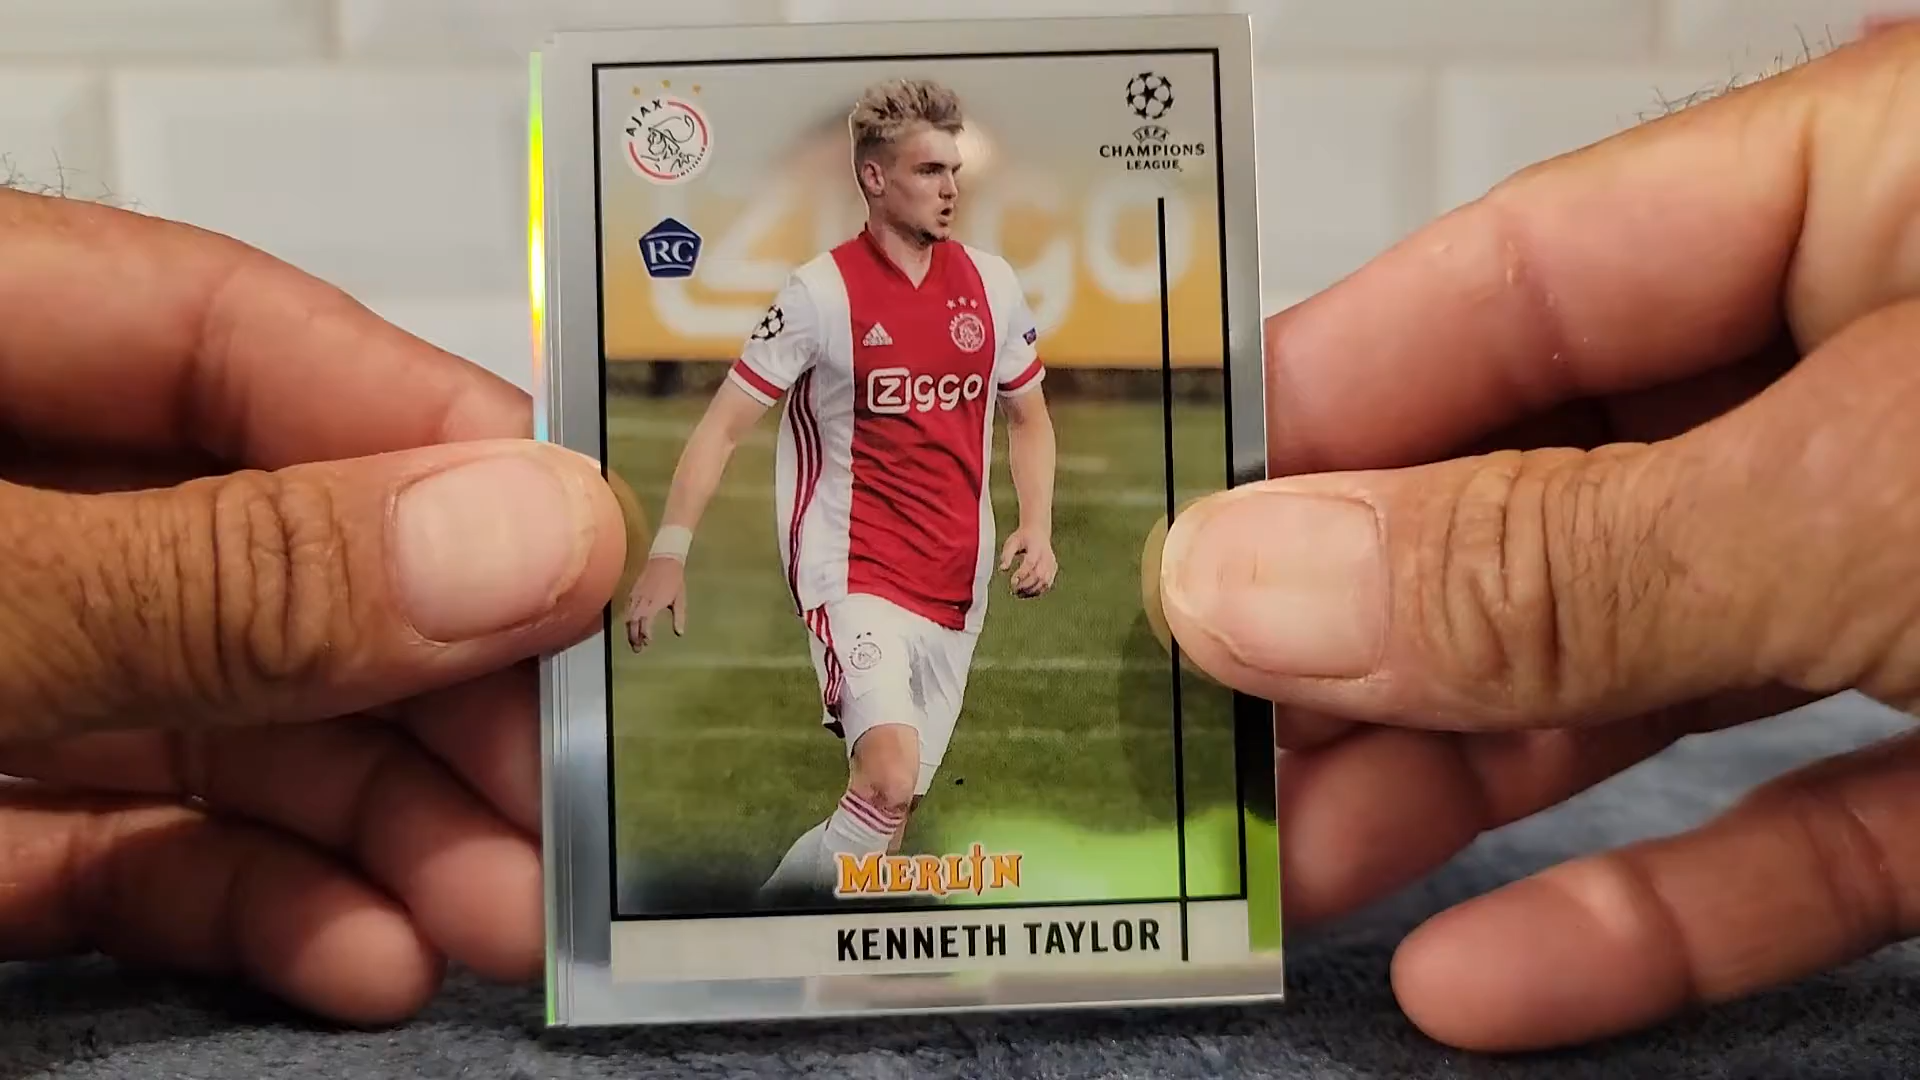 AJAX
UEFA
CHAMPIONS
LEAGUE
RC
Ziggo
adidas
Ziggo
MERLIN
KENNETH TAYLOR